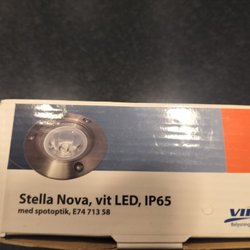 Stella Nova, vit LED, IP65
med spotoptik, E74 713 58